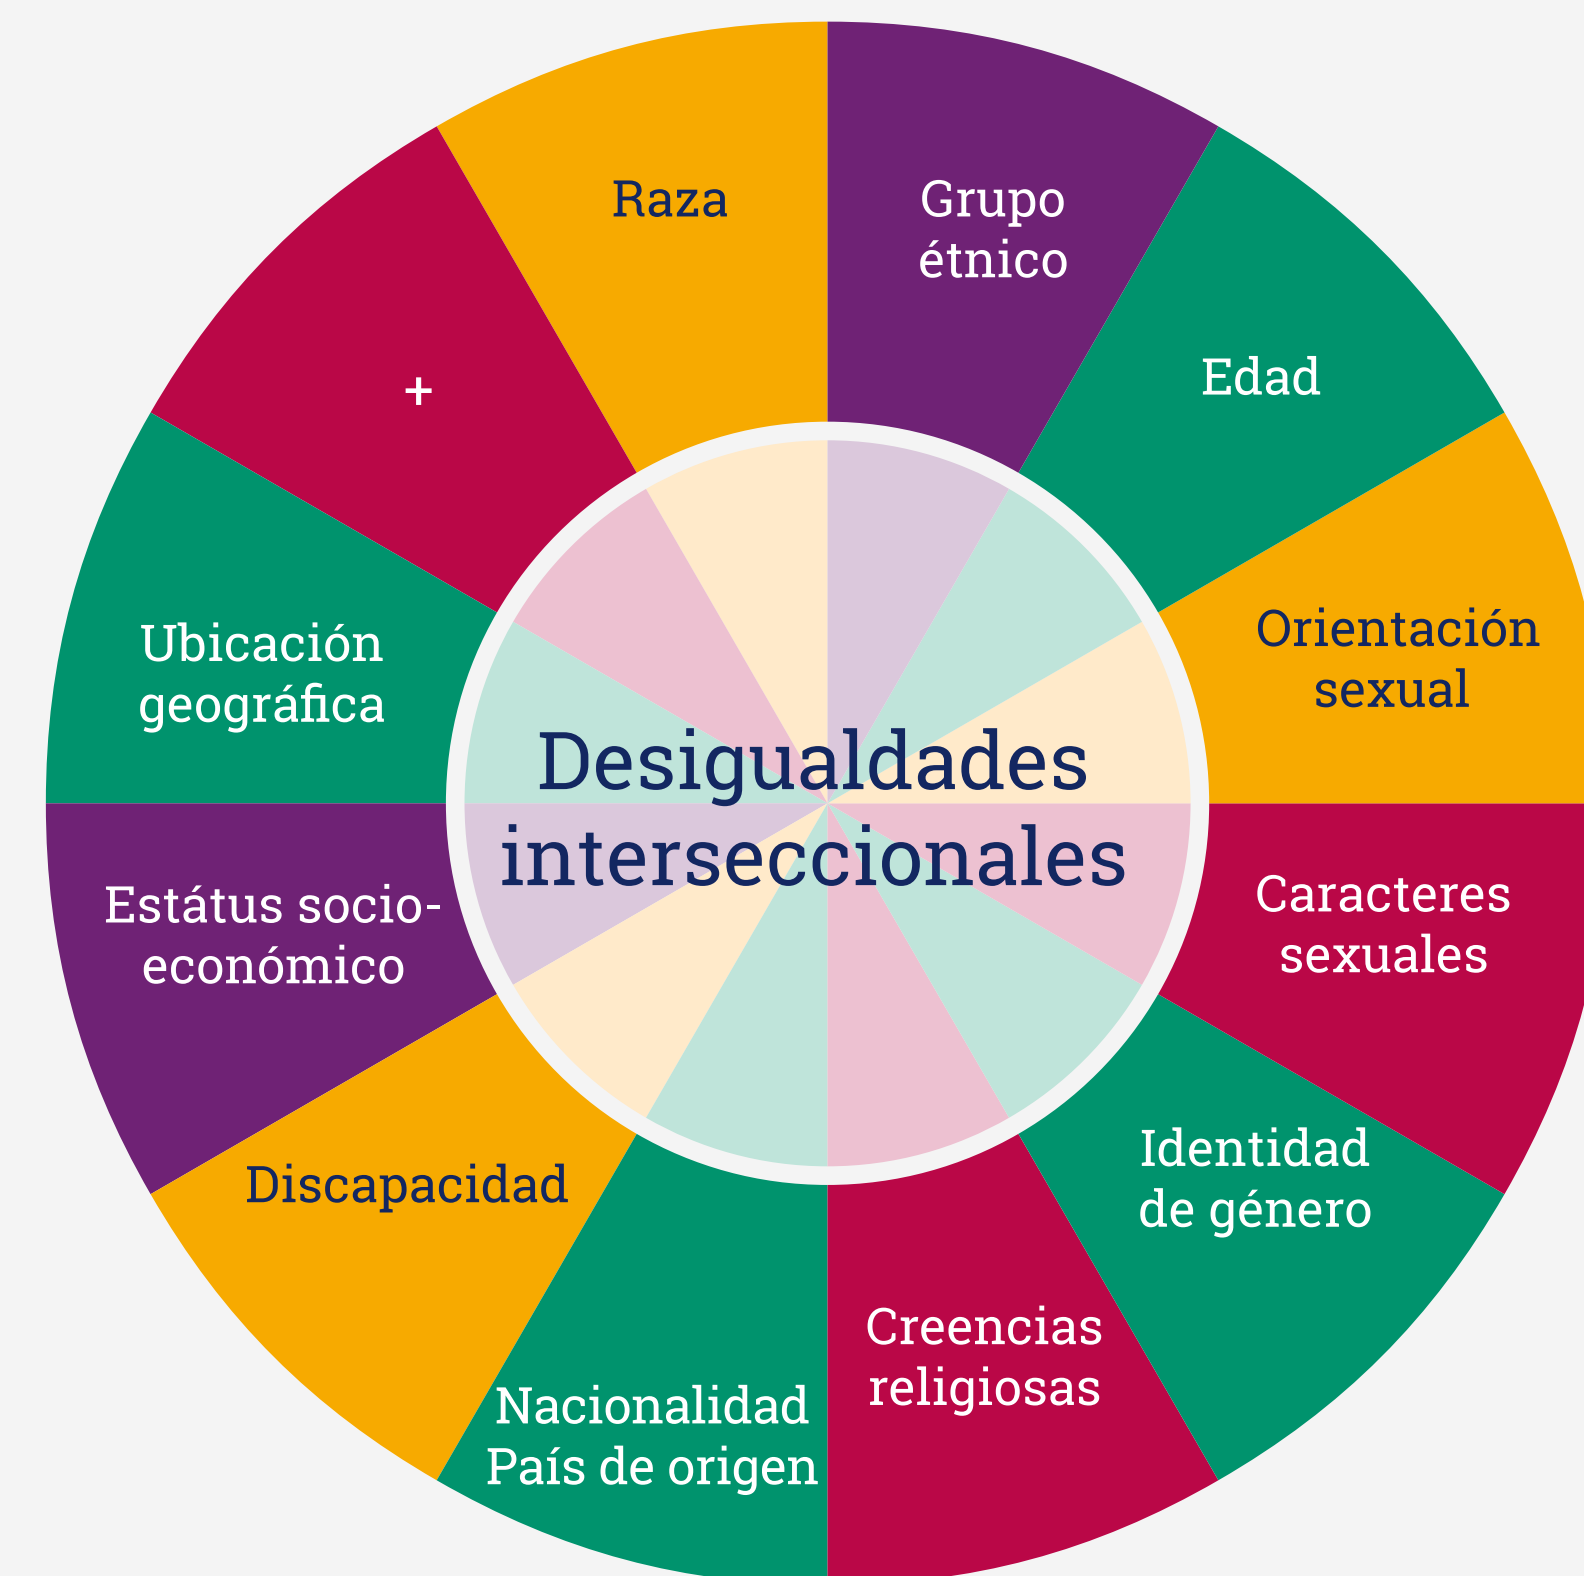 Raza
Grupo
étnico
Edad
Orientación
sexual
Caracteres
sexuales
Identidad
de género
Creencias
religiosas
Nacionalidad
País de origen
Discapacidad
Estátus socio-
económico
Ubicación
geográfica
+
Desigualdades
interseccionales